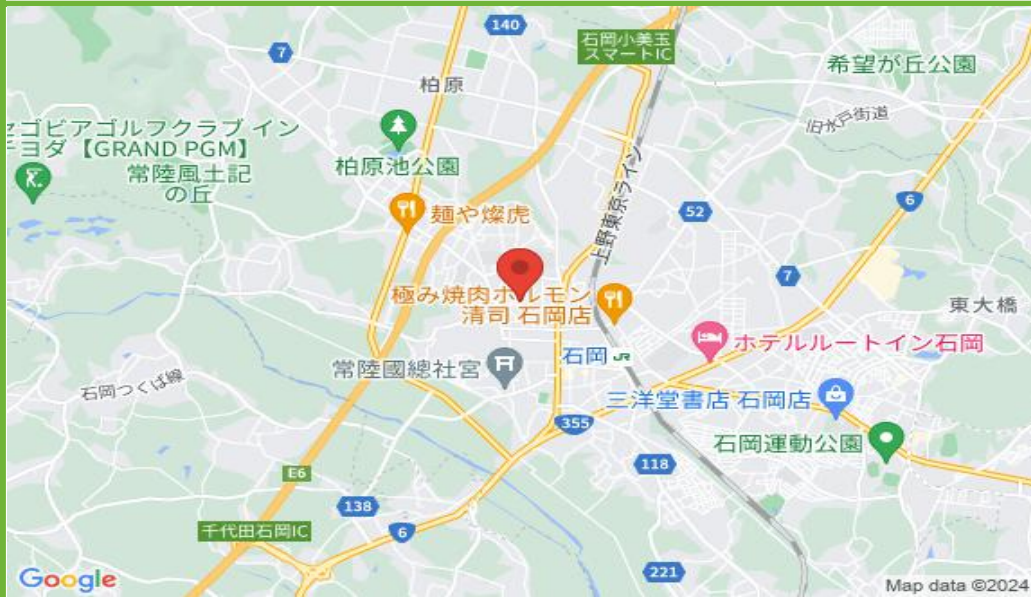 140
石岡小美玉
スマートIC
7
希望が丘公園
柏原
旧水戸街道
セゴビアゴルフクラブ イン
チヨダ【GRAND PGM】
柏原池公園
常陸風土記
の丘
上野東京ライン
6
52
麺や燦虎
7
極み焼肉ホルモン
清司 石岡店
東大橋
石岡 JR
ホテルルートイン石岡
常陸國總社宮
石岡つくば線
三洋堂書店 石岡店
355
石岡運動公園
118
E6
138
千代田石岡IC
6
221
Google
Map data ©2024